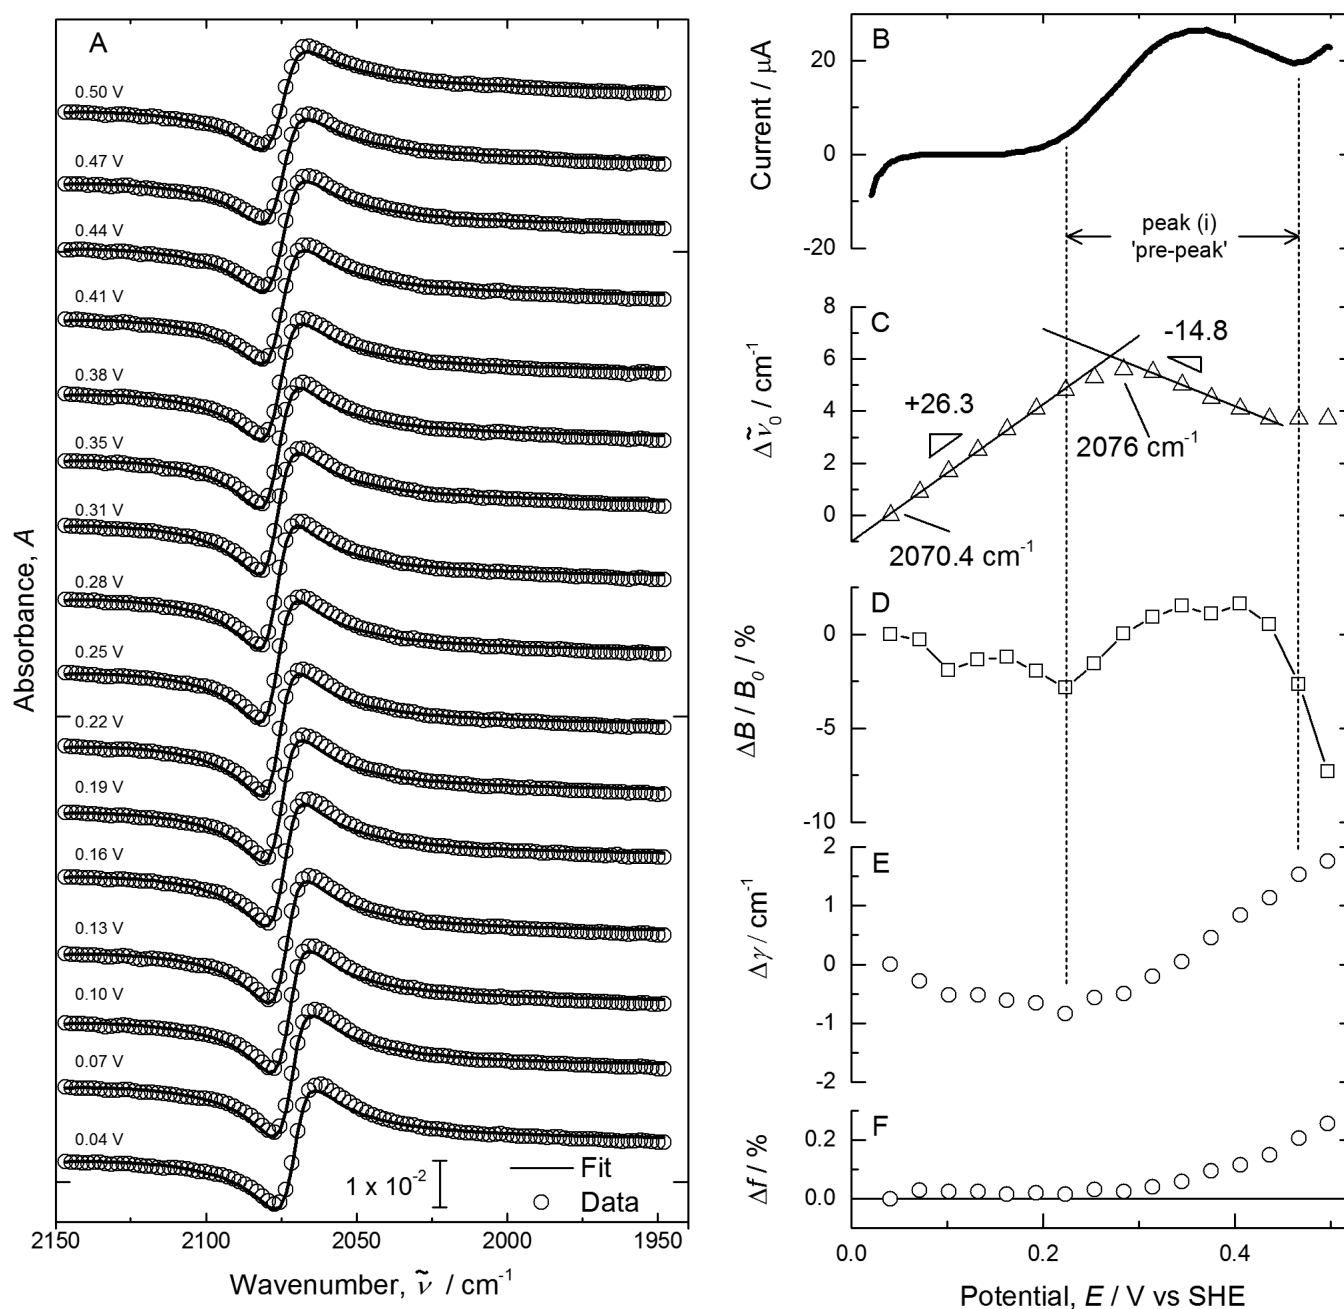 A
0.50 V
0.47 V
0.44 V
0.41 V
0.38 V
0.35 V
0.31 V
0.28 V
0.25 V
0.22 V
0.19 V
0.16 V
0.13 V
0.10 V
0.07 V
0.04 V
1 x 10⁻²
Fit
Data
Absorbance, A
2150
2100
2050
2000
1950
Wavenumber, ν̃ / cm⁻¹
B
20
0
-20
Current / μA
peak (i)
'pre-peak'
C
8
6
4
2
0
Δν̃₀ / cm⁻¹
+26.3
-14.8
2076 cm⁻¹
2070.4 cm⁻¹
D
0
-5
-10
ΔB / B₀ / %
E
2
1
0
-1
-2
Δγ / cm⁻¹
F
0.2
0.0
Δf / %
0.0
0.2
0.4
Potential, E / V vs SHE